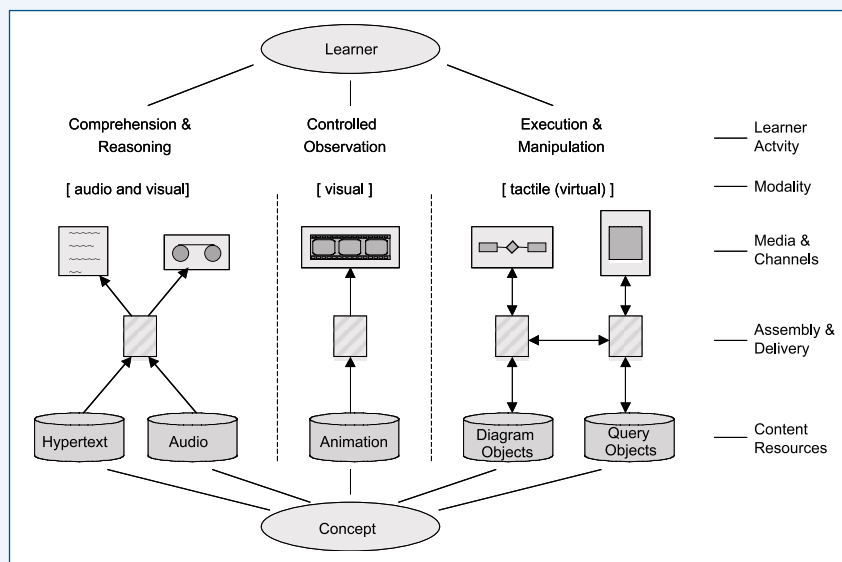 Learner
Comprehension &
Reasoning
Controlled
Observation
Execution &
Manipulation
Learner
Actvity
[ audio and visual]
[ visual ]
[ tactile (virtual) ]
Modality
Media &
Channels
Assembly &
Delivery
Hypertext
Audio
Animation
Diagram
Objects
Query
Objects
Content
Resources
Concept